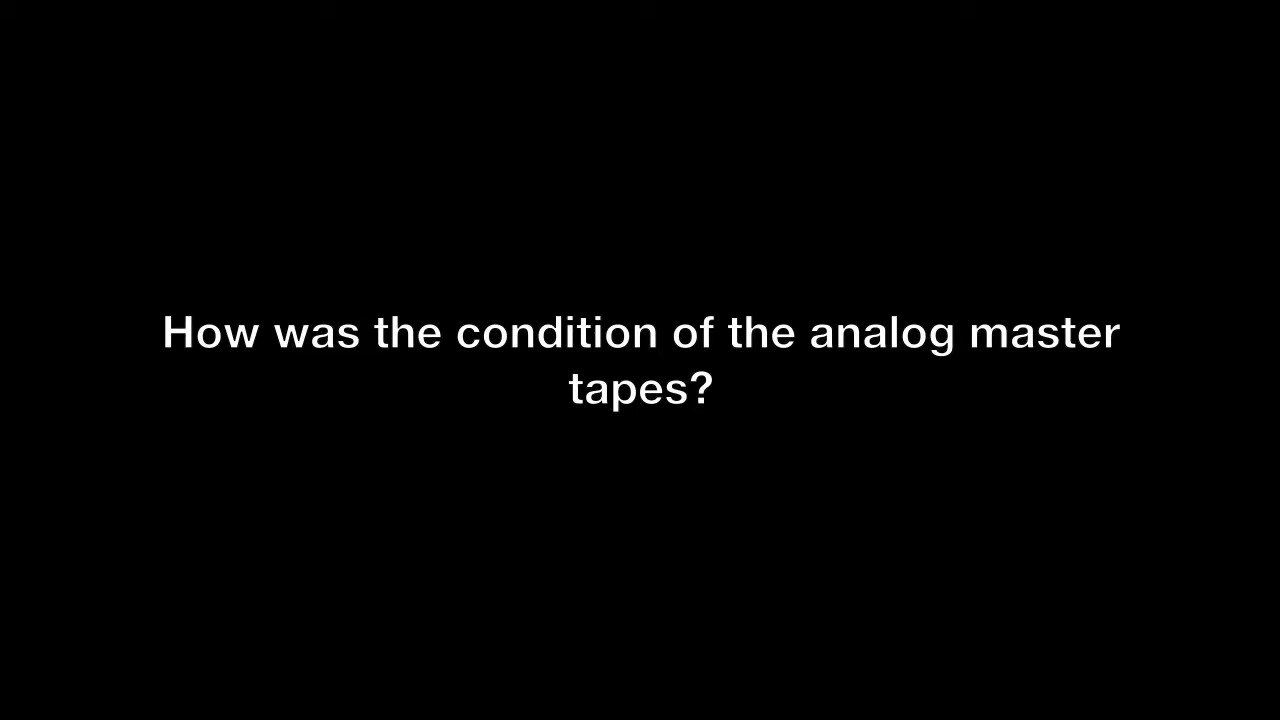 How was the condition of the analog master
tapes?